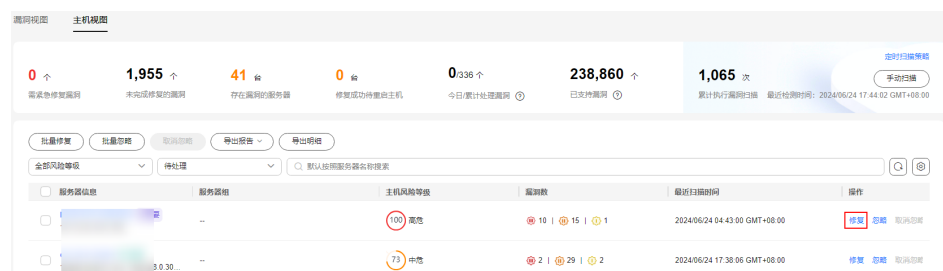 漏洞视图 主机视图
定时扫描策略
0 个 1,955 个 41 台 0 台 0/336 个 238,860 个 1,065 次 手动扫描
需紧急修复漏洞 未完成修复的漏洞 存在漏洞的服务器 修复成功待重启主机 今日/累计处理漏洞 已支持漏洞 累计执行漏洞扫描 最近检测时间：2024/06/24 17:44:02 GMT+08:00
批量修复 批量忽略 取消忽略 导出报告 导出明细
全部风险等级 待处理 默认按照服务器名称搜索
服务器信息 服务器组 主机风险等级 漏洞数 最近扫描时间 操作
-- 100 高危 10 | 15 | 1 2024/06/24 04:43:00 GMT+08:00 修复 忽略 取消忽略
-- 73 中危 2 | 29 | 2 2024/06/24 17:38:06 GMT+08:00 修复 忽略 取消忽略
8 0.30...